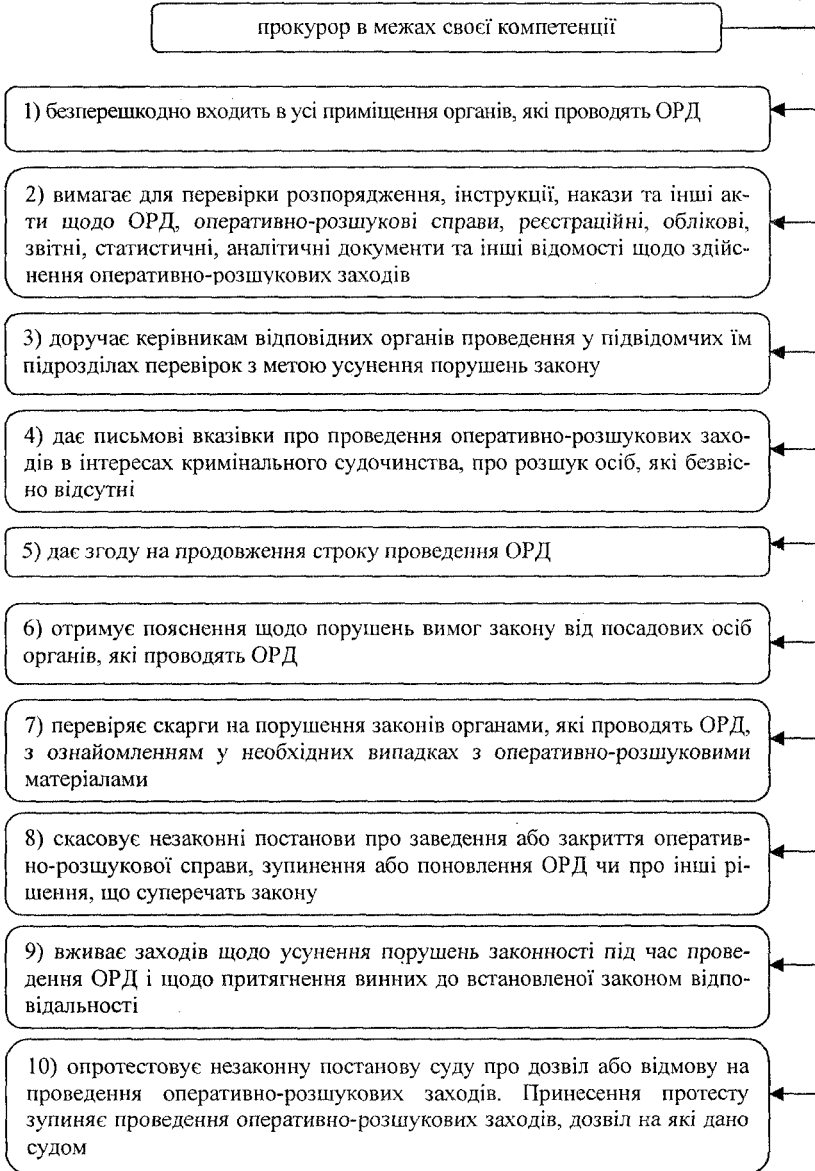 прокурор в межах своєї компетенції
1) безперешкодно входить в усі приміщення органів, які проводять ОРД
2) вимагає для перевірки розпорядження, інструкції, накази та інші ак-
ти щодо ОРД, оперативно-розшукові справи, реєстраційні, облікові,
звітні, статистичні, аналітичні документи та інші відомості щодо здійс-
нення оперативно-розшукових заходів
3) доручає керівникам відповідних органів проведення у підвідомчих їм
підрозділах перевірок з метою усунення порушень закону
4) дає письмові вказівки про проведення оперативно-розшукових захо-
дів в інтересах кримінального судочинства, про розшук осіб, які безвіс-
но відсутні
5) дає згоду на продовження строку проведення ОРД
6) отримує пояснення щодо порушень вимог закону від посадових осіб
органів, які проводять ОРД
7) перевіряє скарги на порушення законів органами, які проводять ОРД,
з ознайомленням у необхідних випадках з оперативно-розшуковими
матеріалами
8) скасовує незаконні постанови про заведення або закриття оператив-
но-розшукової справи, зупинення або поновлення ОРД чи про інші рі-
шення, що суперечать закону
9) вживає заходів щодо усунення порушень законності під час прове-
дення ОРД і щодо притягнення винних до встановленої законом відпо-
відальності
10) опротестовує незаконну постанову суду про дозвіл або відмову на
проведення оперативно-розшукових заходів. Принесення протесту
зупиняє проведення оперативно-розшукових заходів, дозвіл на які дано
судом